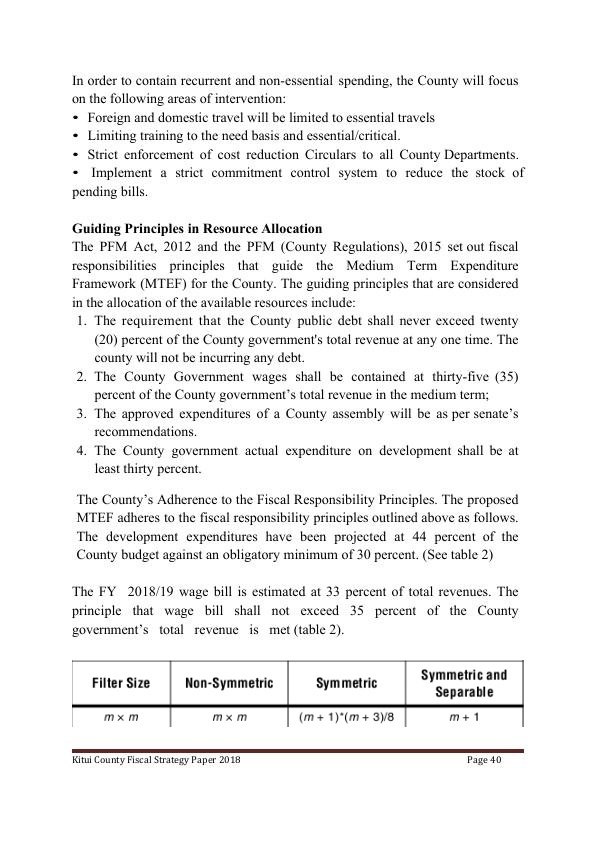 In order to contain recurrent and non-essential spending, the County will focus
on the following areas of intervention:
• Foreign and domestic travel will be limited to essential travels
• Limiting training to the need basis and essential/critical.
• Strict enforcement of cost reduction Circulars to all County Departments.
• Implement a strict commitment control system to reduce the stock of
pending bills.
Guiding Principles in Resource Allocation
The PFM Act, 2012 and the PFM (County Regulations), 2015 set out fiscal
responsibilities principles that guide the Medium Term Expenditure
Framework (MTEF) for the County. The guiding principles that are considered
in the allocation of the available resources include:
1. The requirement that the County public debt shall never exceed twenty
(20) percent of the County government's total revenue at any one time. The
county will not be incurring any debt.
2. The County Government wages shall be contained at thirty-five (35)
percent of the County government’s total revenue in the medium term;
3. The approved expenditures of a County assembly will be as per senate’s
recommendations.
4. The County government actual expenditure on development shall be at
least thirty percent.
The County’s Adherence to the Fiscal Responsibility Principles. The proposed
MTEF adheres to the fiscal responsibility principles outlined above as follows.
The development expenditures have been projected at 44 percent of the
County budget against an obligatory minimum of 30 percent. (See table 2)
The FY 2018/19 wage bill is estimated at 33 percent of total revenues. The
principle that wage bill shall not exceed 35 percent of the County
government’s total revenue is met (table 2).
Filter Size Non-Symmetric Symmetric Symmetric and
Separable
m × m m × m (m + 1)*(m + 3)/8 m + 1
Kitui County Fiscal Strategy Paper 2018 Page 40